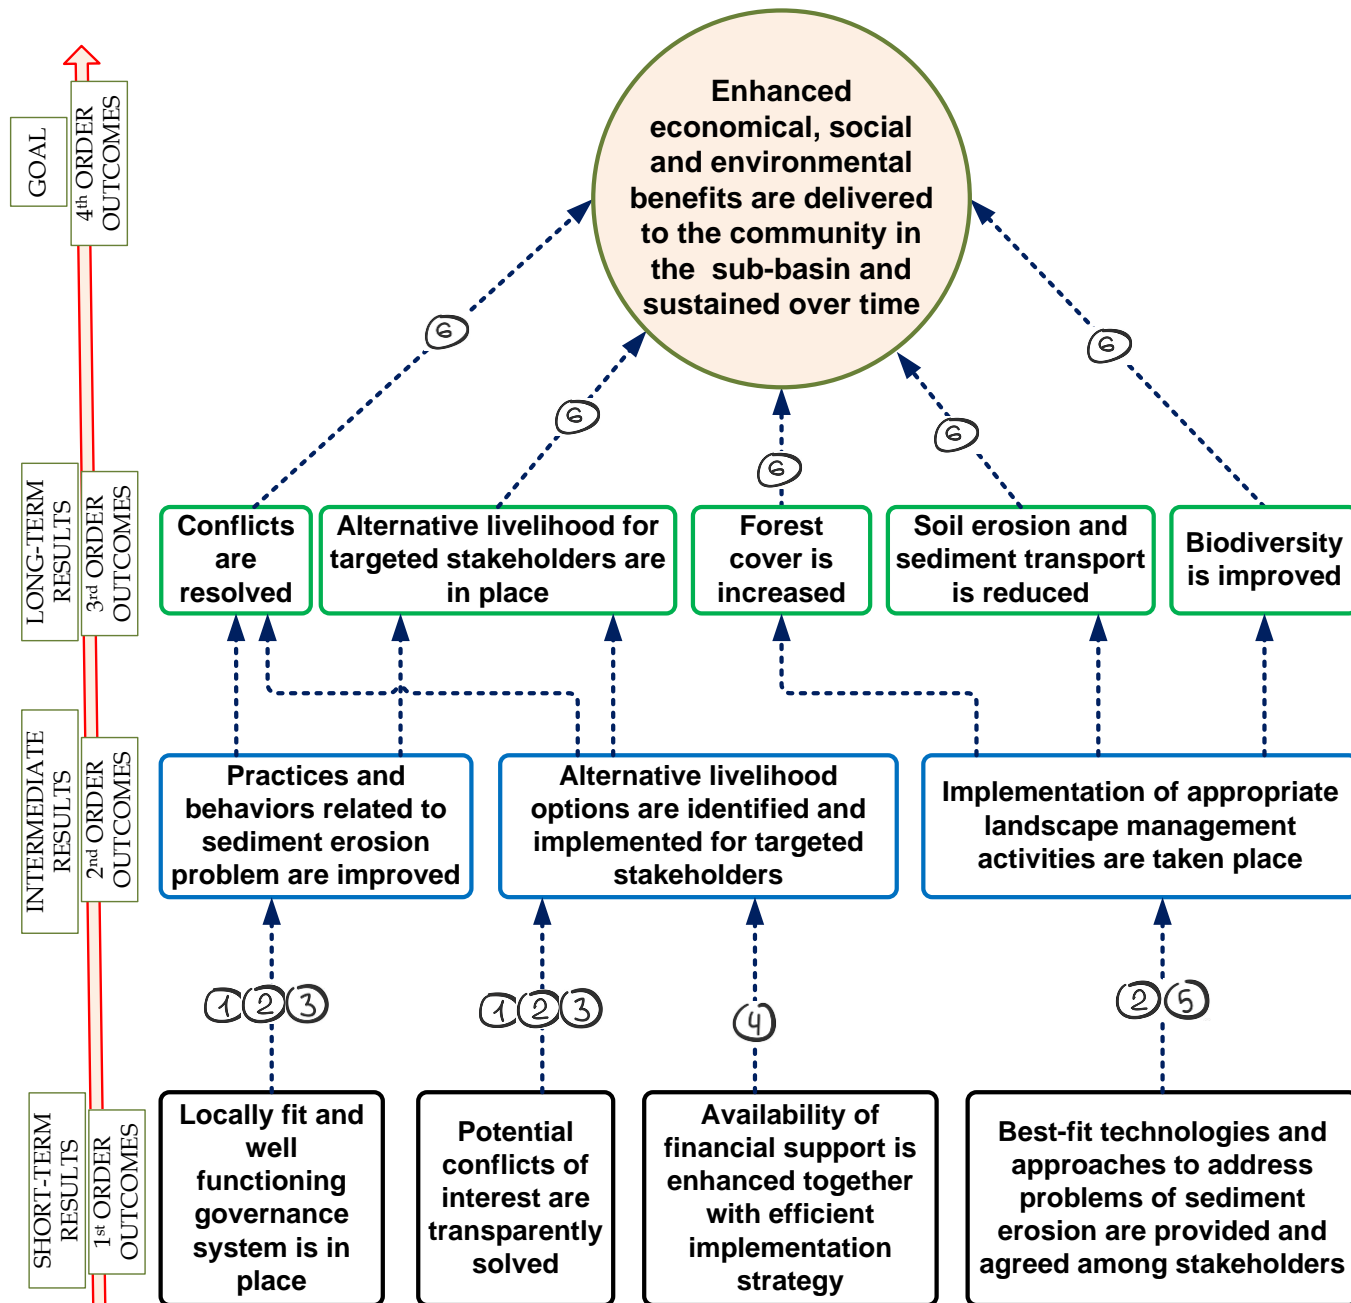 Enhanced
economical, social
and environmental
benefits are delivered
to the community in
the sub-basin and
sustained over time
GOAL
4th ORDER
OUTCOMES
6
6
6
6
6
LONG-TERM
RESULTS
3rd ORDER
OUTCOMES
Conflicts
are
resolved
Alternative livelihood for
targeted stakeholders are
in place
Forest
cover is
increased
Soil erosion and
sediment transport
is reduced
Biodiversity
is improved
INTERMEDIATE
RESULTS
2nd ORDER
OUTCOMES
Practices and
behaviors related to
sediment erosion
problem are improved
Alternative livelihood
options are identified and
implemented for targeted
stakeholders
Implementation of appropriate
landscape management
activities are taken place
1 2 3
1 2 3
4
2 5
SHORT-TERM
RESULTS
1st ORDER
OUTCOMES
Locally fit and
well
functioning
governance
system is in
place
Potential
conflicts of
interest are
transparently
solved
Availability of
financial support is
enhanced together
with efficient
implementation
strategy
Best-fit technologies and
approaches to address
problems of sediment
erosion are provided and
agreed among stakeholders